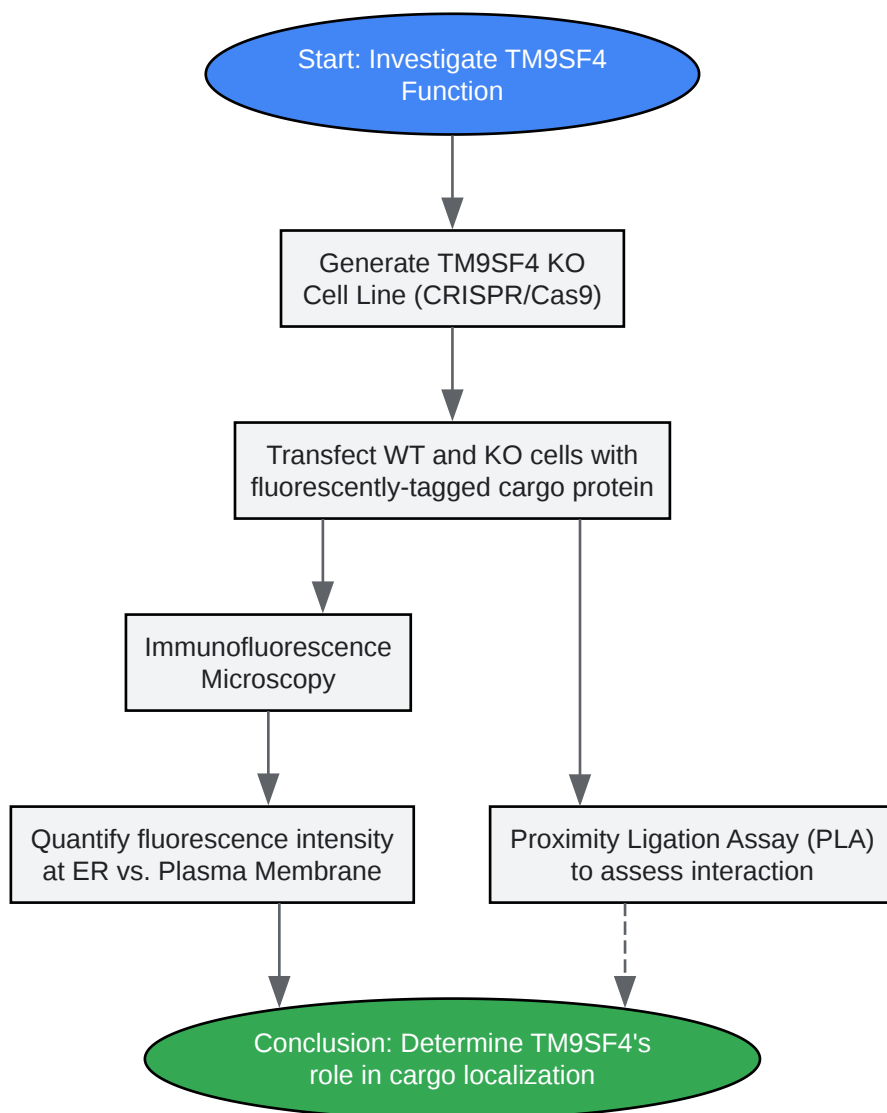 Start: Investigate TM9SF4
Function
Generate TM9SF4 KO
Cell Line (CRISPR/Cas9)
Transfect WT and KO cells with
fluorescently-tagged cargo protein
Immunofluorescence
Microscopy
Quantify fluorescence intensity
at ER vs. Plasma Membrane
Proximity Ligation Assay (PLA)
to assess interaction
Conclusion: Determine TM9SF4's
role in cargo localization